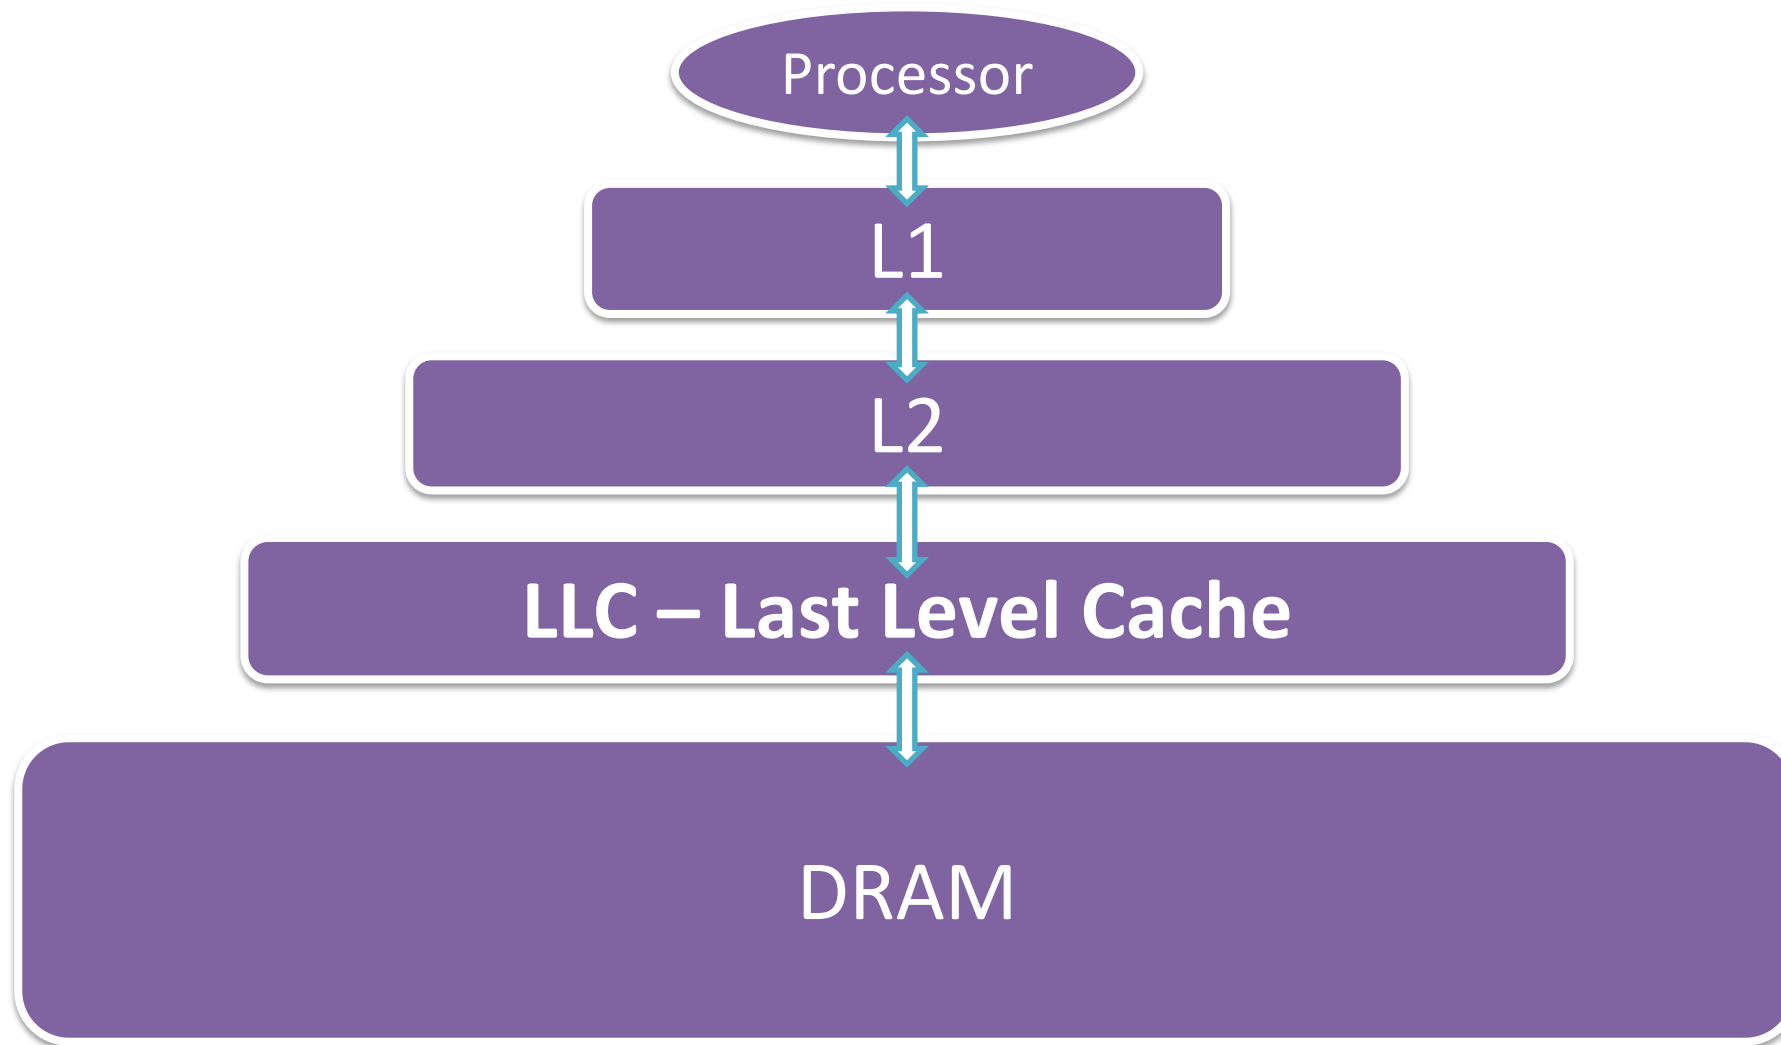 Processor
L1
L2
LLC – Last Level Cache
DRAM